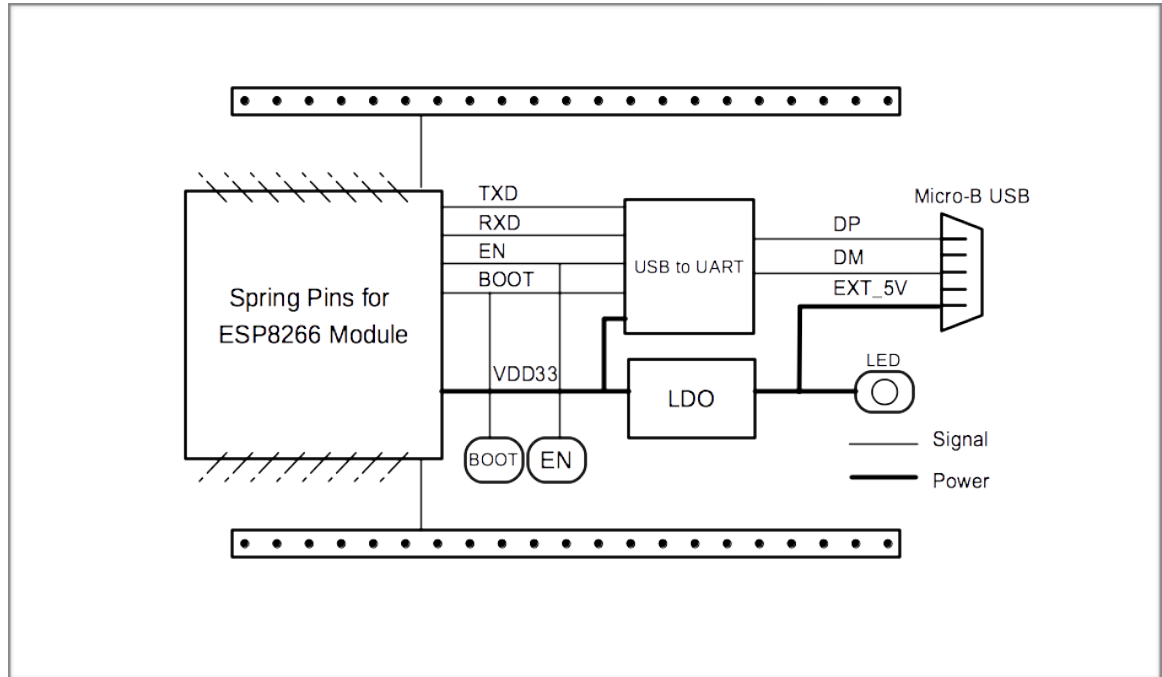 Micro-B USB
TXD
RXD
EN
BOOT
DP
DM
EXT_5V
USB to UART
Spring Pins for
ESP8266 Module
VDD33
LDO
LED
BOOT
EN
Signal
Power